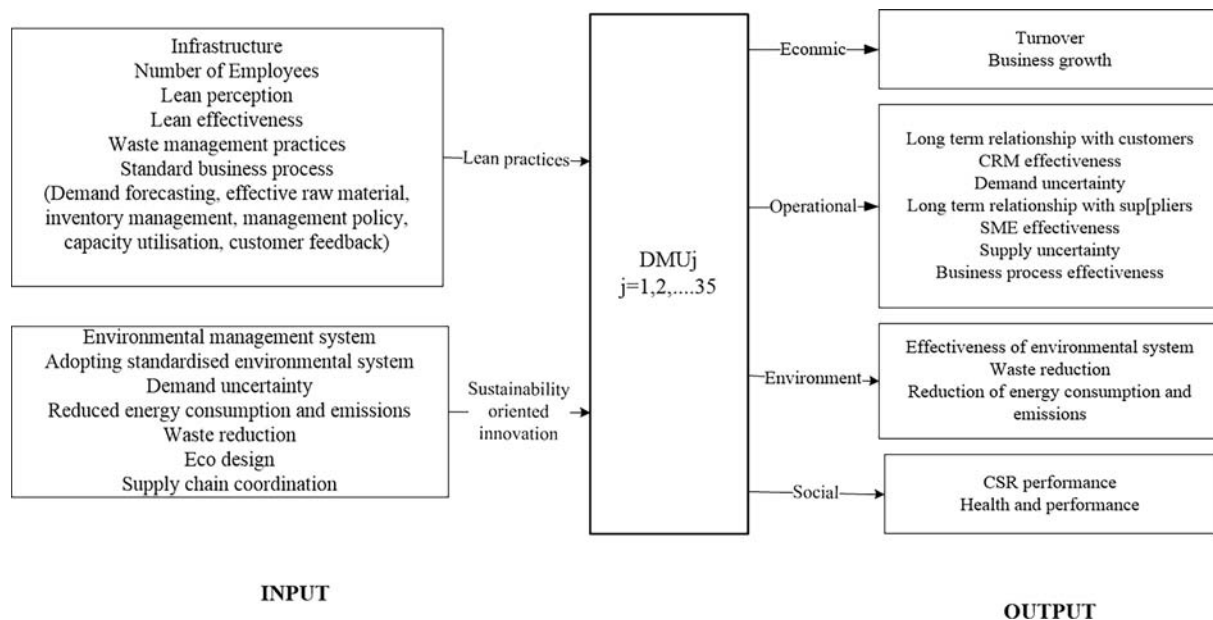 Infrastructure
Number of Employees
Lean perception
Lean effectiveness
Waste management practices
Standard business process
(Demand forecasting, effective raw material,
inventory management, management policy,
capacity utilisation, customer feedback)
Lean practices
Environmental management system
Adopting standardised environmental system
Demand uncertainty
Reduced energy consumption and emissions
Waste reduction
Eco design
Supply chain coordination
Sustainability
oriented
innovation
INPUT
DMUj
j=1,2,....35
Econmic
Turnover
Business growth
Operational
Long term relationship with customers
CRM effectiveness
Demand uncertainty
Long term relationship with sup[pliers
SME effectiveness
Supply uncertainty
Business process effectiveness
Environment
Effectiveness of environmental system
Waste reduction
Reduction of energy consumption and
emissions
Social
CSR performance
Health and performance
OUTPUT